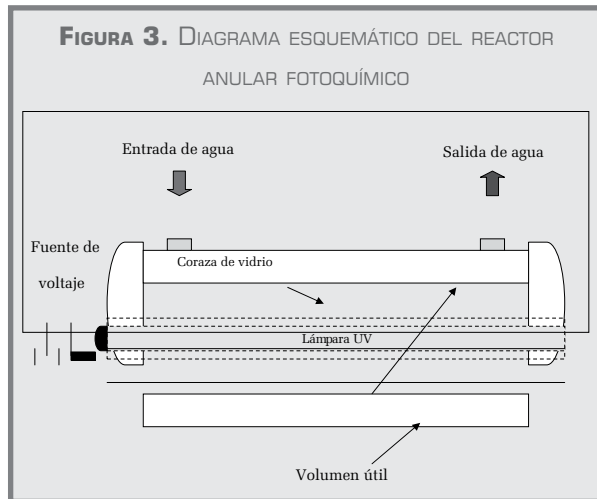 FIGURA 3. DIAGRAMA ESQUEMÁTICO DEL REACTOR
ANULAR FOTOQUÍMICO
Entrada de agua
Salida de agua
Fuente de
voltaje
Coraza de vidrio
Lámpara UV
Volumen útil